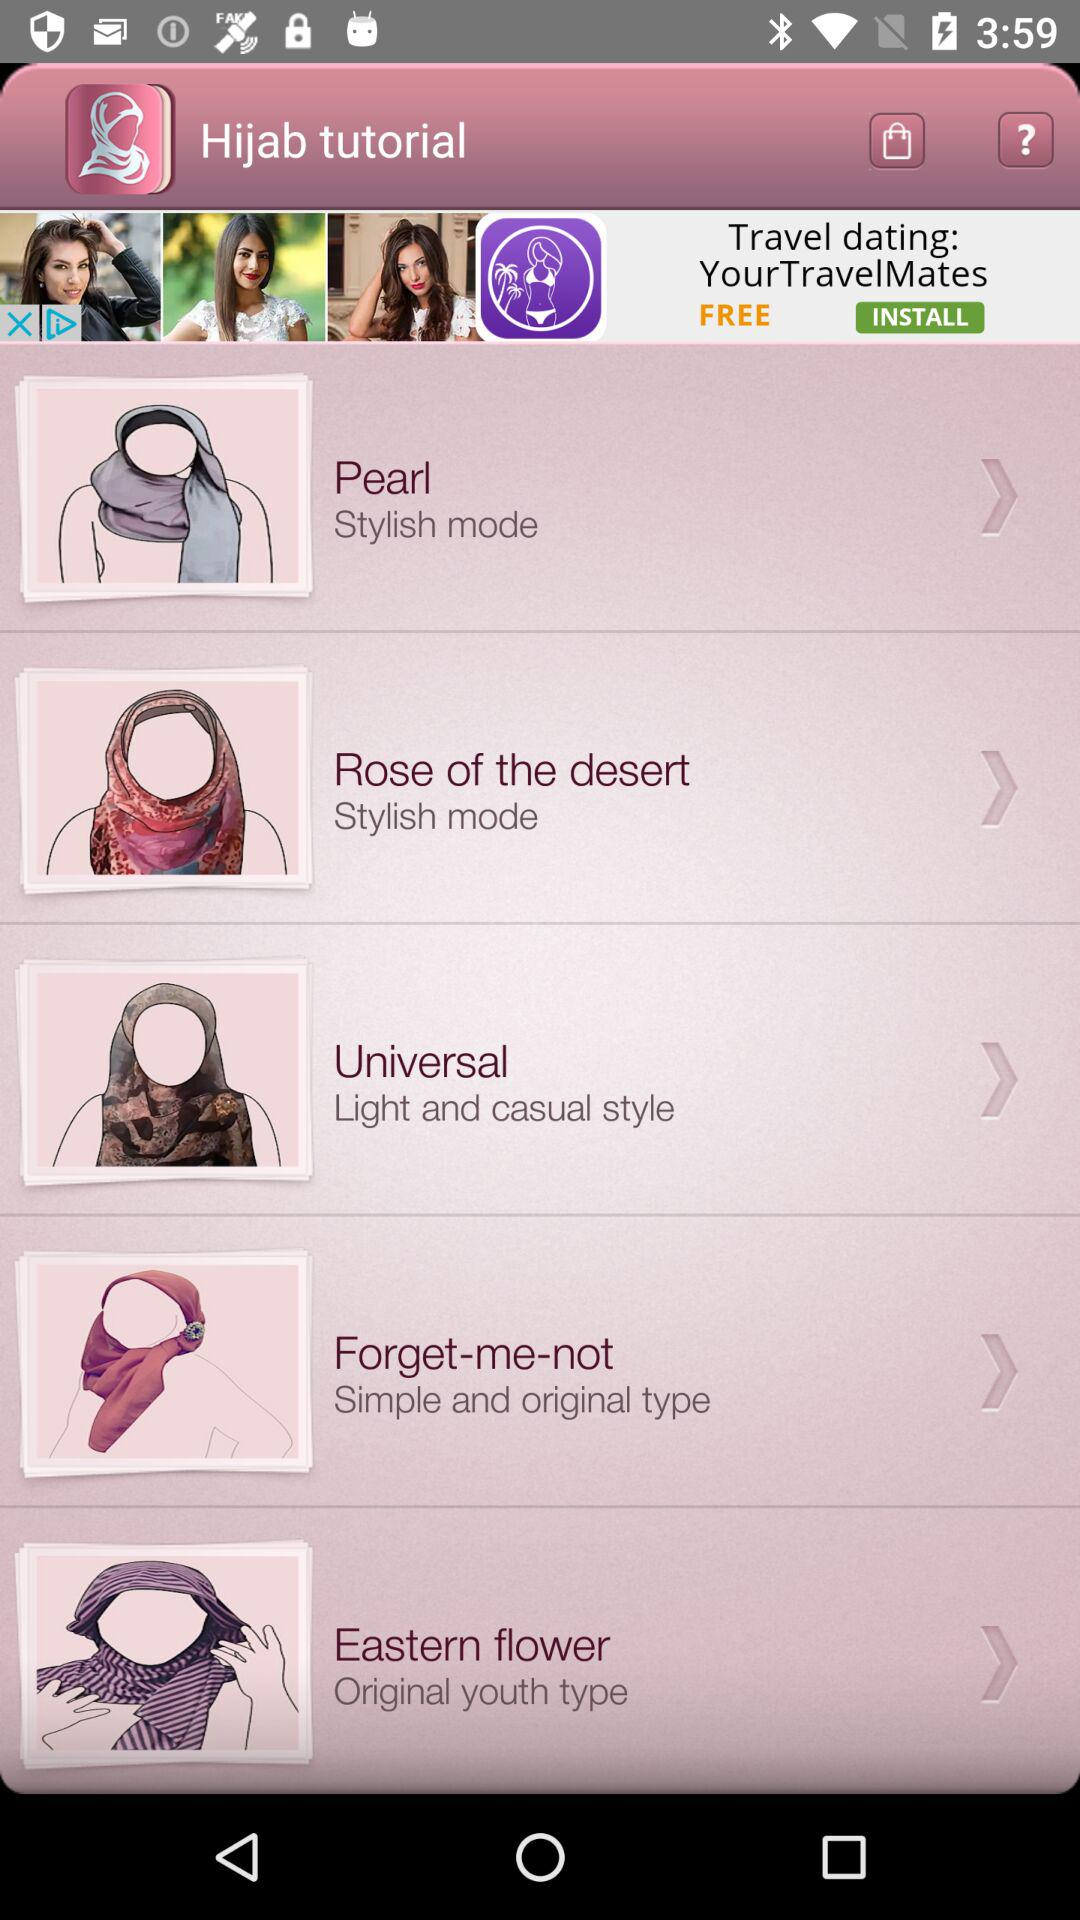 FAKE
3:59
Hijab tutorial
?
Travel dating:
YourTravelMates
FREE
INSTALL
Pearl
Stylish mode
Rose of the desert
Stylish mode
Universal
Light and casual style
Forget-me-not
Simple and original type
Eastern flower
Original youth type